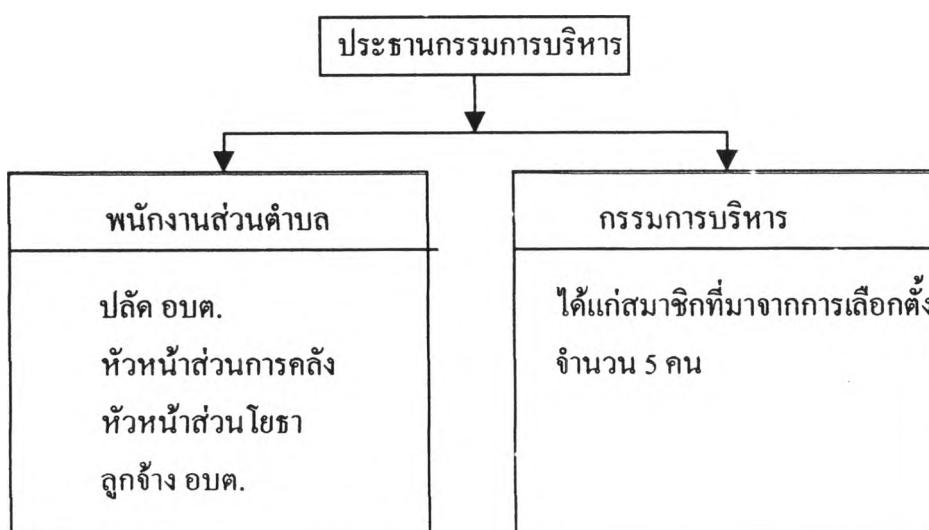 ประธานกรรมการบริหาร
พนักงานส่วนตำบล
ปลัด อบต.
หัวหน้าส่วนการคลัง
หัวหน้าส่วนโยธา
ลูกจ้าง อบต.
กรรมการบริหาร
ได้แก่สมาชิกที่มาจากการเลือกตั้ง
จำนวน 5 คน